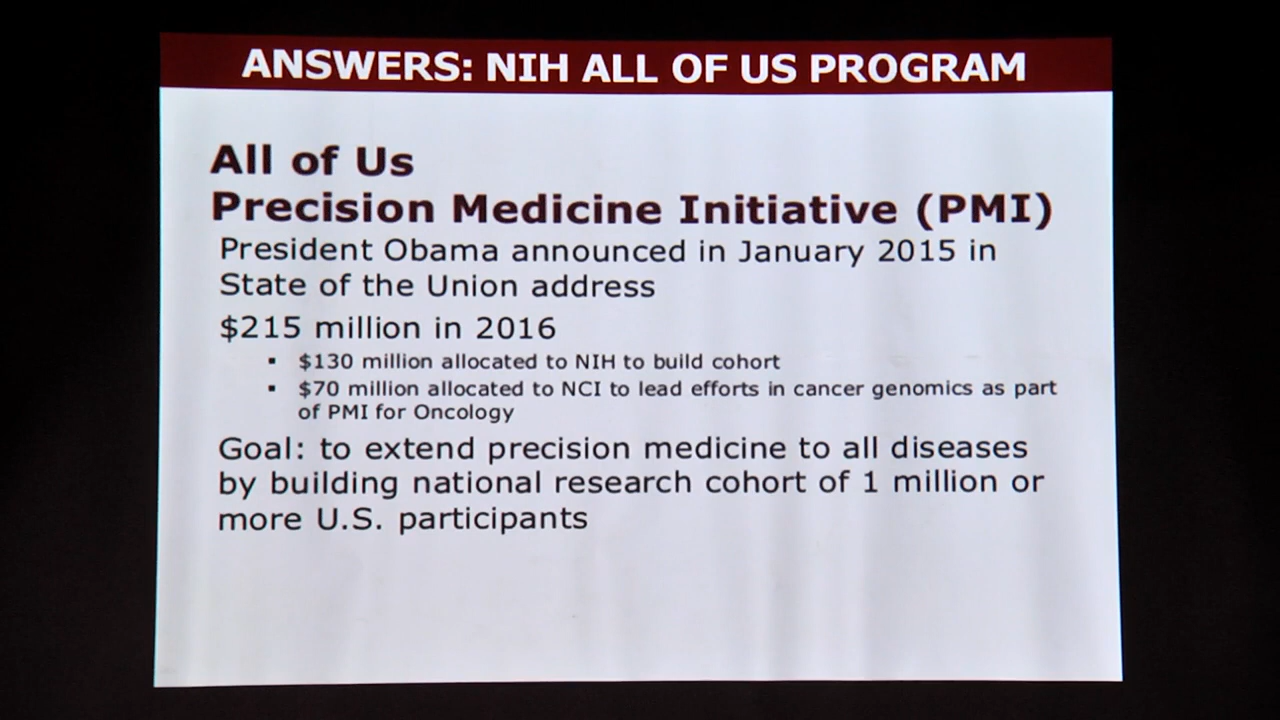 ANSWERS: NIH ALL OF US PROGRAM
All of Us
Precision Medicine Initiative (PMI)
President Obama announced in January 2015 in
State of the Union address
$215 million in 2016
▪ $130 million allocated to NIH to build cohort
▪ $70 million allocated to NCI to lead efforts in cancer genomics as part
of PMI for Oncology
Goal: to extend precision medicine to all diseases
by building national research cohort of 1 million or
more U.S. participants